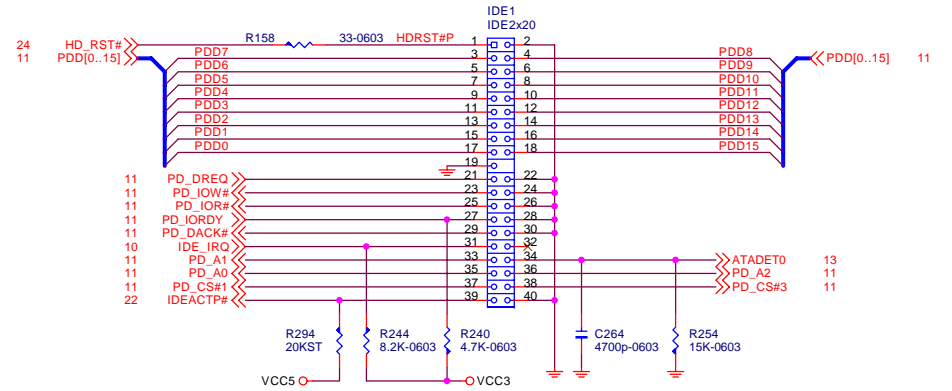 IDE1
IDE2x20
24 HD_RST# R158 33-0603 HDRST#P 1 2
11 PDD[0..15] PDD7 3 4 PDD8 PDD[0..15] 11
PDD6 5 6 PDD9
PDD5 7 8 PDD10
PDD4 9 10 PDD11
PDD3 11 12 PDD12
PDD2 13 14 PDD13
PDD1 15 16 PDD14
PDD0 17 18 PDD15
19
11 PD_DREQ 21 22
11 PD_IOW# 23 24
11 PD_IOR# 25 26
11 PD_IORDY 27 28
11 PD_DACK# 29 30
10 IDE_IRQ 31 32
11 PD_A1 33 34 ATADET0 13
11 PD_A0 35 36 PD_A2 11
11 PD_CS#1 37 38 PD_CS#3 11
22 IDEACTP# 39 40
R294 R244 R240 C264 R254
20KST 8.2K-0603 4.7K-0603 4700p-0603 15K-0603
VCC5 VCC3